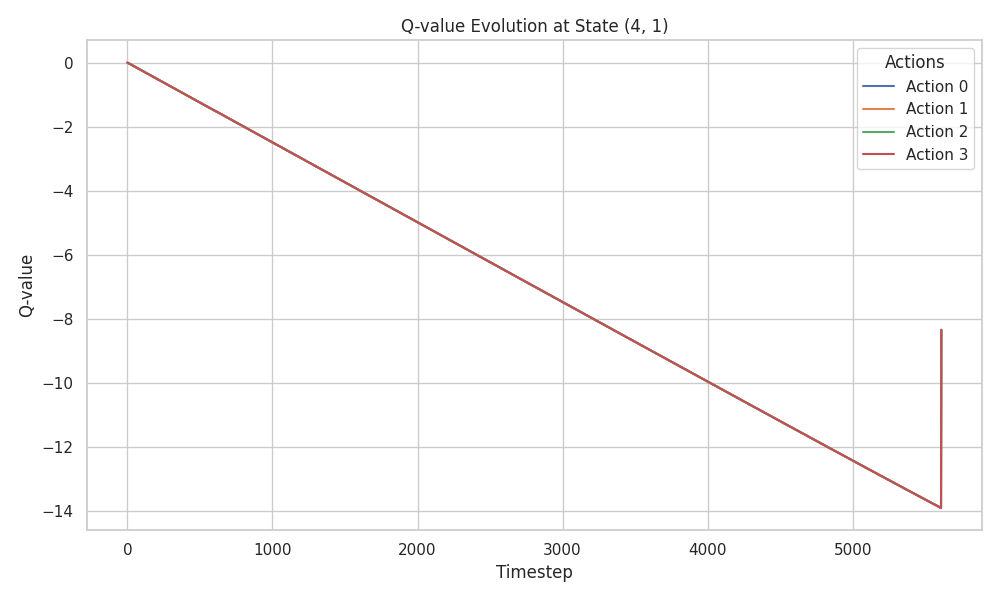 Q-value Evolution at State (4, 1)
Actions
Action 0
Action 1
Action 2
Action 3
Q-value
0
−2
−4
−6
−8
−10
−12
−14
0 1000 2000 3000 4000 5000
Timestep